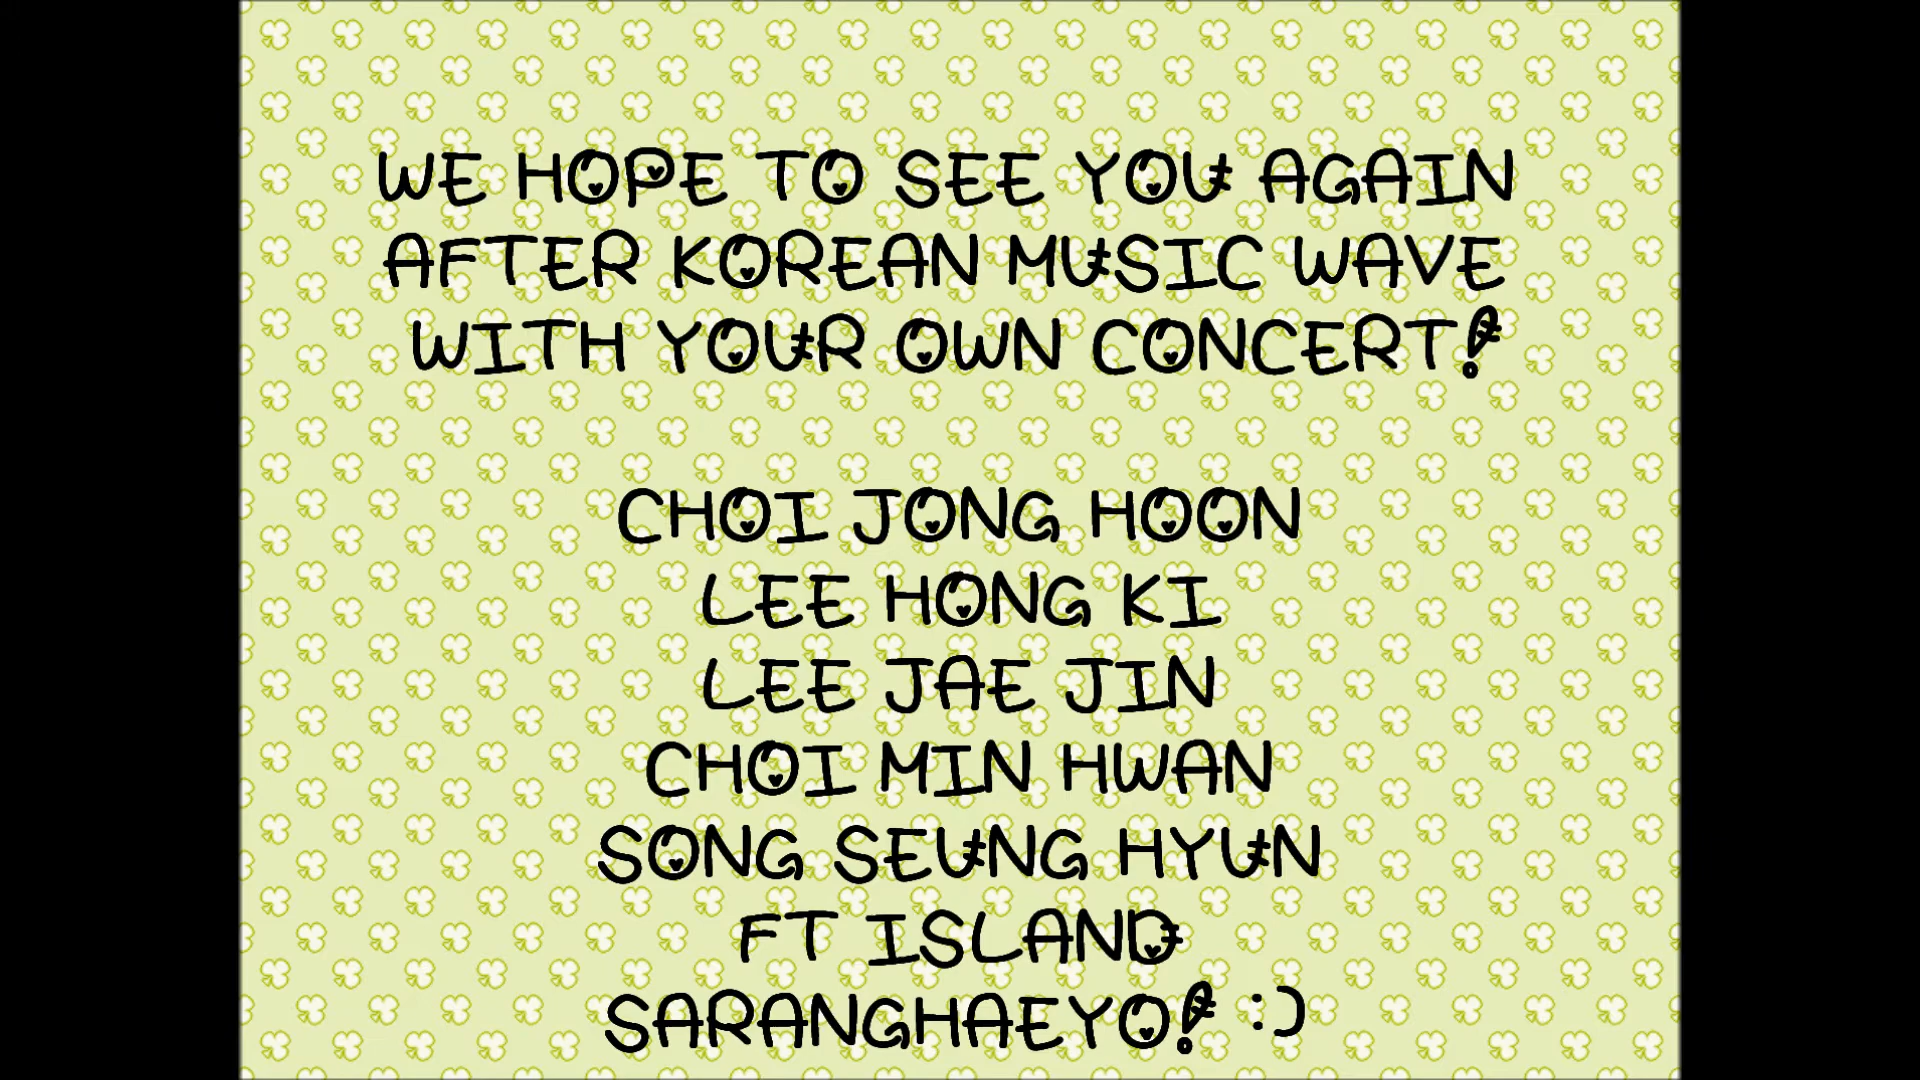 WE HOPE TO SEE YOU AGAIN
AFTER KOREAN MUSIC WAVE
WITH YOUR OWN CONCERT!
CHOI JONG HOON
LEE HONG KI
LEE JAE JIN
CHOI MIN HWAN
SONG SEUNG HYUN
FT ISLAND
SARANGHAEYO! :)